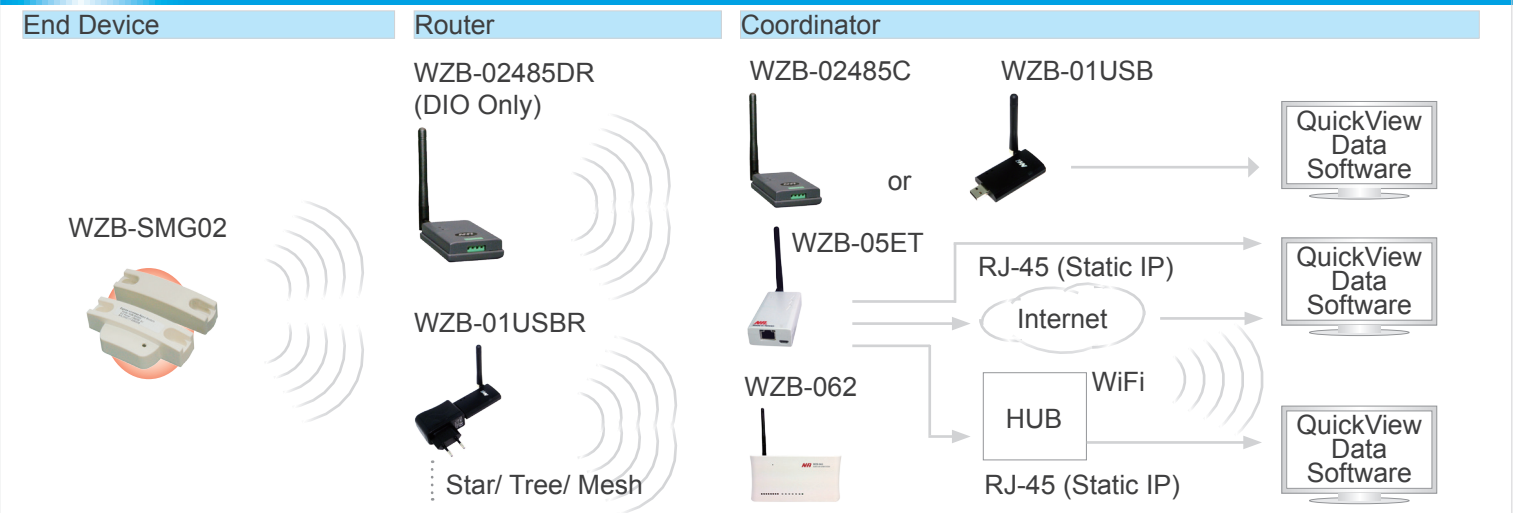 End Device
Router
Coordinator
WZB-02485DR
(DIO Only)
WZB-02485C
WZB-01USB
QuickView
Data
Software
or
WZB-SMG02
WZB-05ET
RJ-45 (Static IP)
QuickView
Data
Software
Internet
WZB-01USBR
WiFi
WZB-062
HUB
QuickView
Data
Software
Star/ Tree/ Mesh
RJ-45 (Static IP)